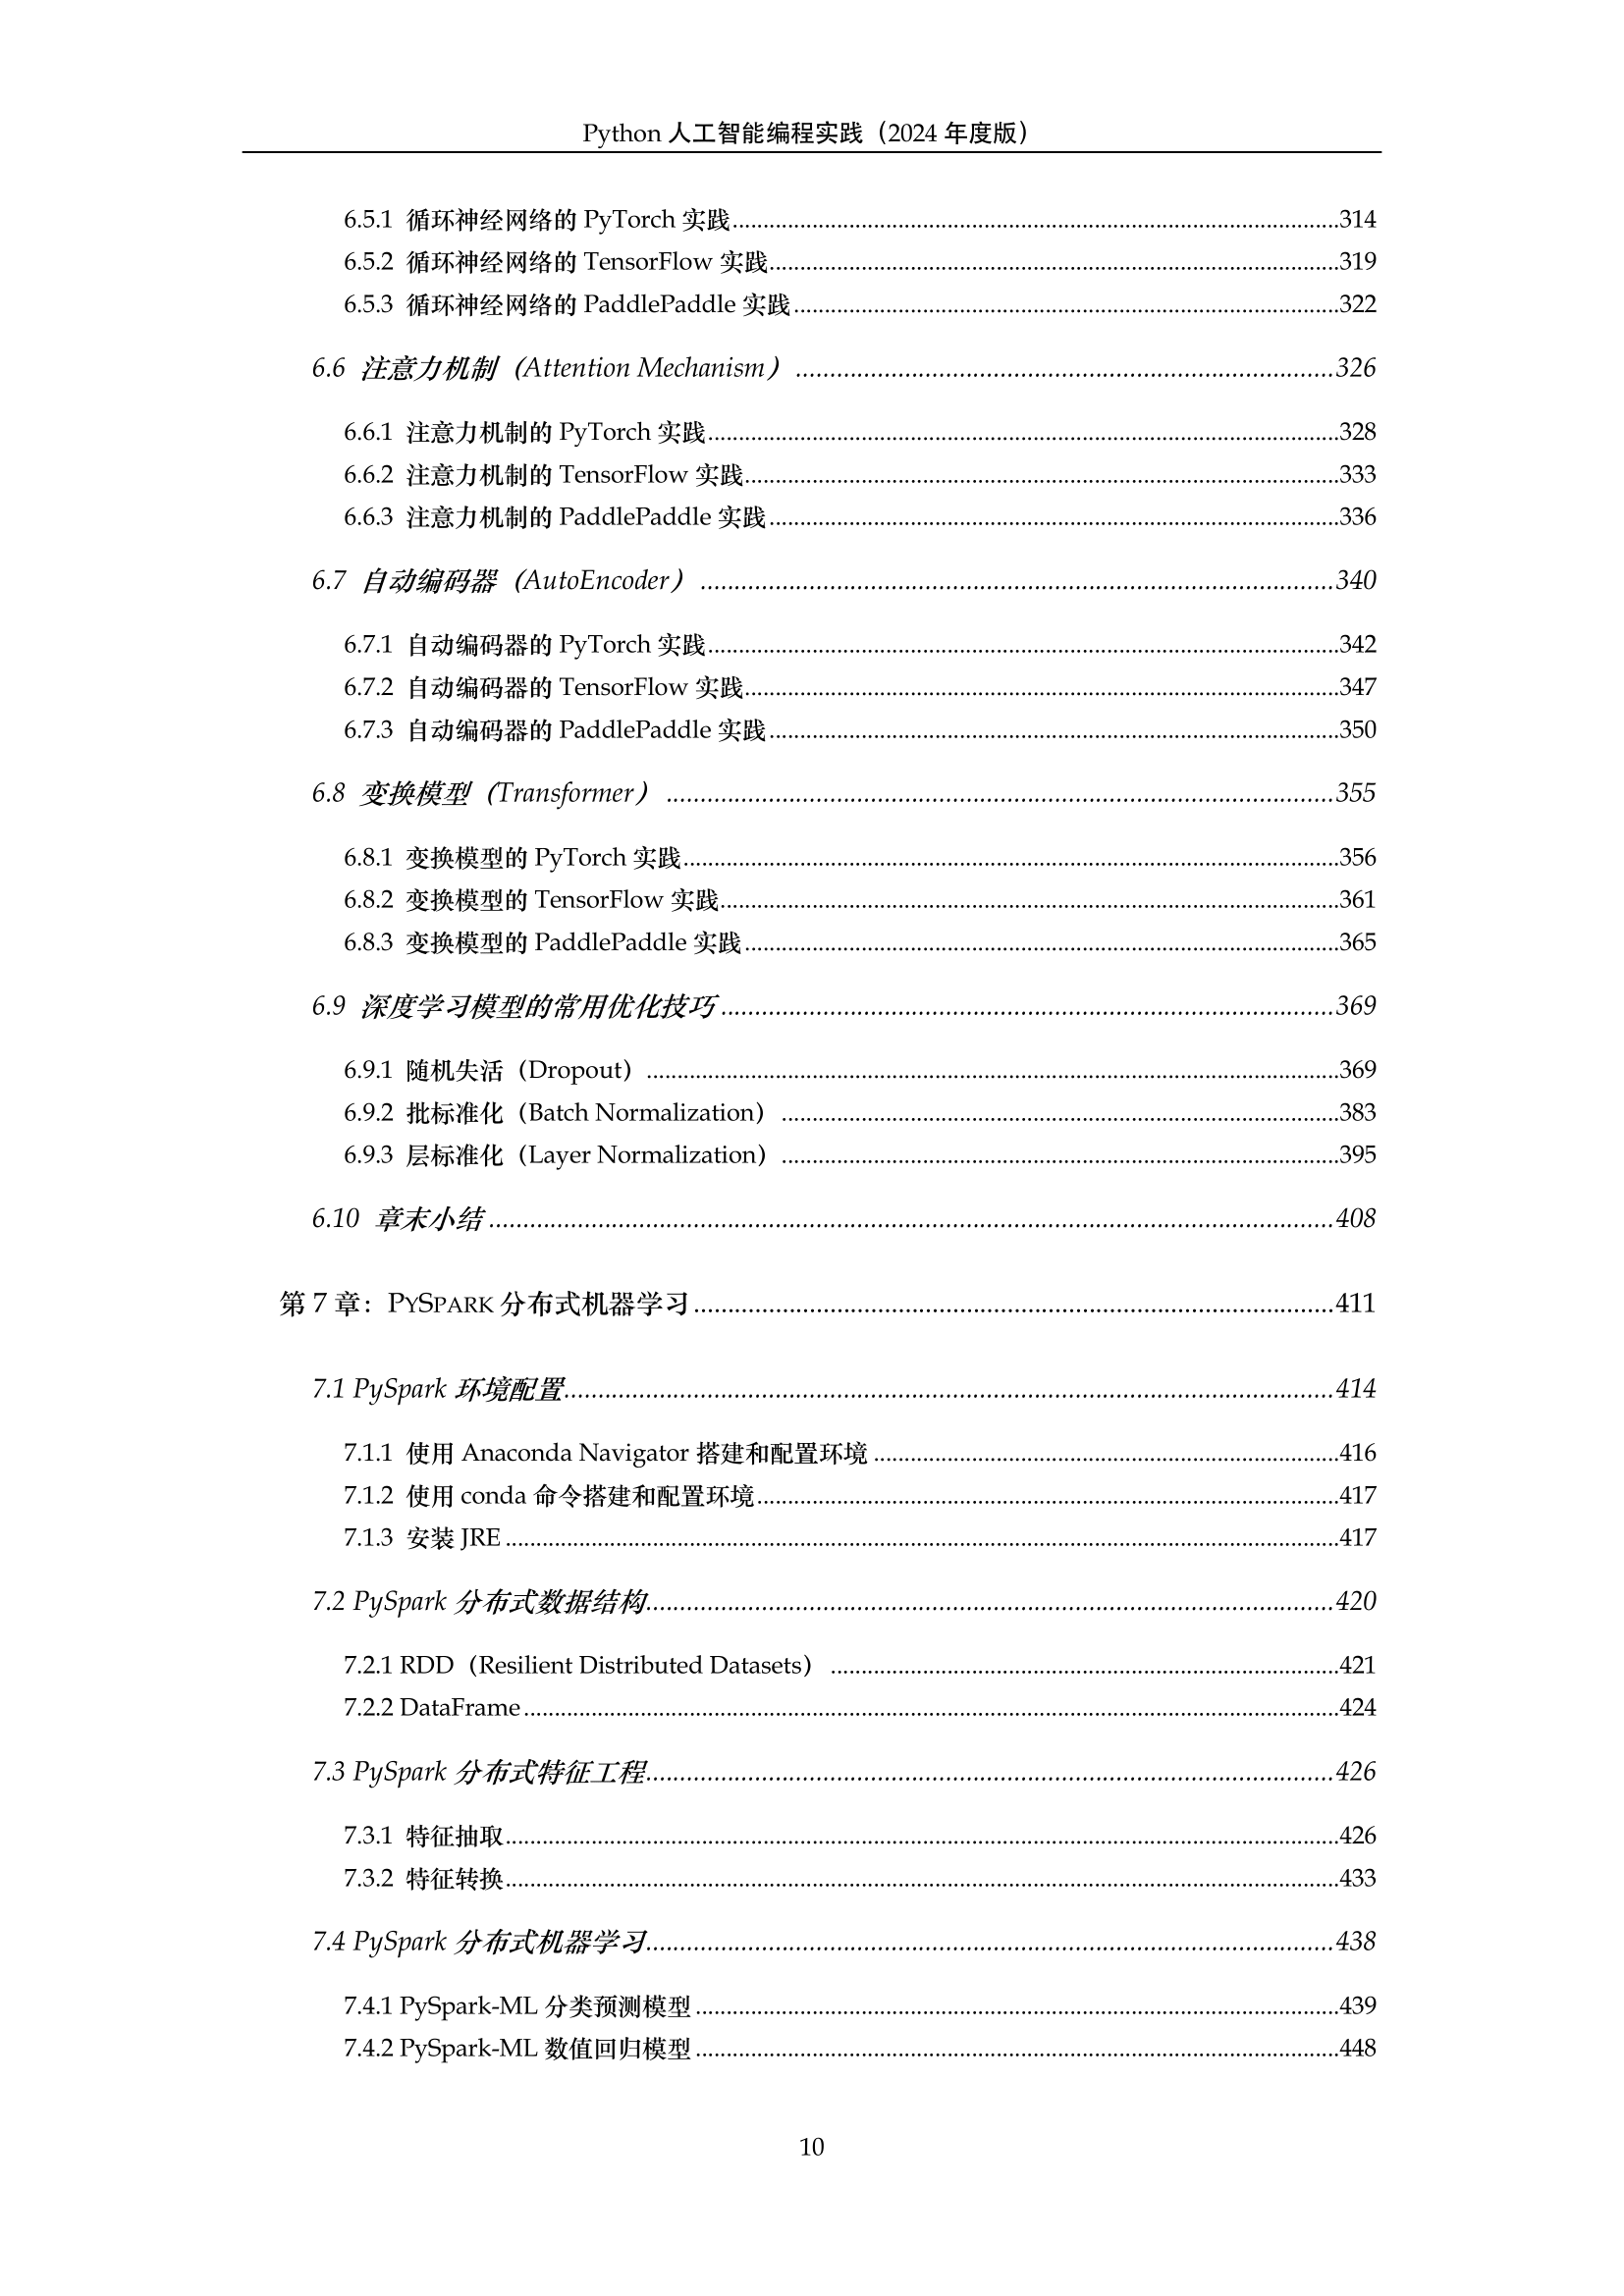 Python 人工智能编程实践（2024 年度版）
6.5.1 循环神经网络的 PyTorch 实践 314
6.5.2 循环神经网络的 TensorFlow 实践 319
6.5.3 循环神经网络的 PaddlePaddle 实践 322
6.6 注意力机制（Attention Mechanism） 326
6.6.1 注意力机制的 PyTorch 实践 328
6.6.2 注意力机制的 TensorFlow 实践 333
6.6.3 注意力机制的 PaddlePaddle 实践 336
6.7 自动编码器（AutoEncoder） 340
6.7.1 自动编码器的 PyTorch 实践 342
6.7.2 自动编码器的 TensorFlow 实践 347
6.7.3 自动编码器的 PaddlePaddle 实践 350
6.8 变换模型（Transformer） 355
6.8.1 变换模型的 PyTorch 实践 356
6.8.2 变换模型的 TensorFlow 实践 361
6.8.3 变换模型的 PaddlePaddle 实践 365
6.9 深度学习模型的常用优化技巧 369
6.9.1 随机失活（Dropout） 369
6.9.2 批标准化（Batch Normalization） 383
6.9.3 层标准化（Layer Normalization） 395
6.10 章末小结 408
第 7 章：PYSPARK 分布式机器学习 411
7.1 PySpark 环境配置 414
7.1.1 使用 Anaconda Navigator 搭建和配置环境 416
7.1.2 使用 conda 命令搭建和配置环境 417
7.1.3 安装 JRE 417
7.2 PySpark 分布式数据结构 420
7.2.1 RDD（Resilient Distributed Datasets） 421
7.2.2 DataFrame 424
7.3 PySpark 分布式特征工程 426
7.3.1 特征抽取 426
7.3.2 特征转换 433
7.4 PySpark 分布式机器学习 438
7.4.1 PySpark-ML 分类预测模型 439
7.4.2 PySpark-ML 数值回归模型 448
10